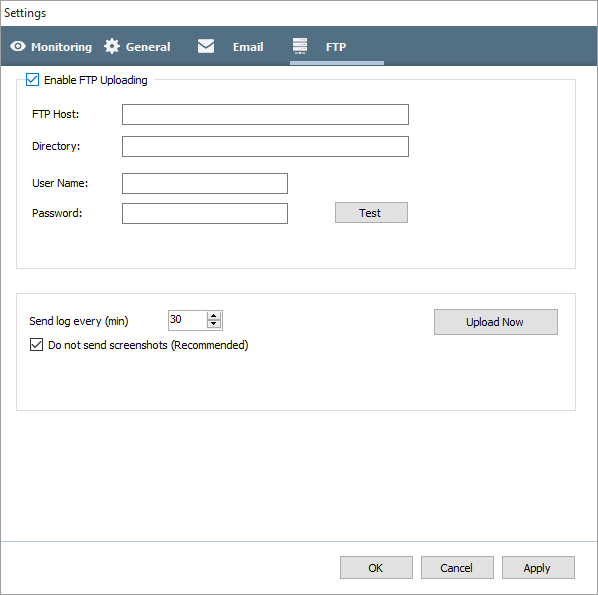 Settings
Monitoring General Email FTP
Enable FTP Uploading
FTP Host:
Directory:
User Name:
Password:
Test
Send log every (min) 30
Upload Now
Do not send screenshots (Recommended)
OK Cancel Apply